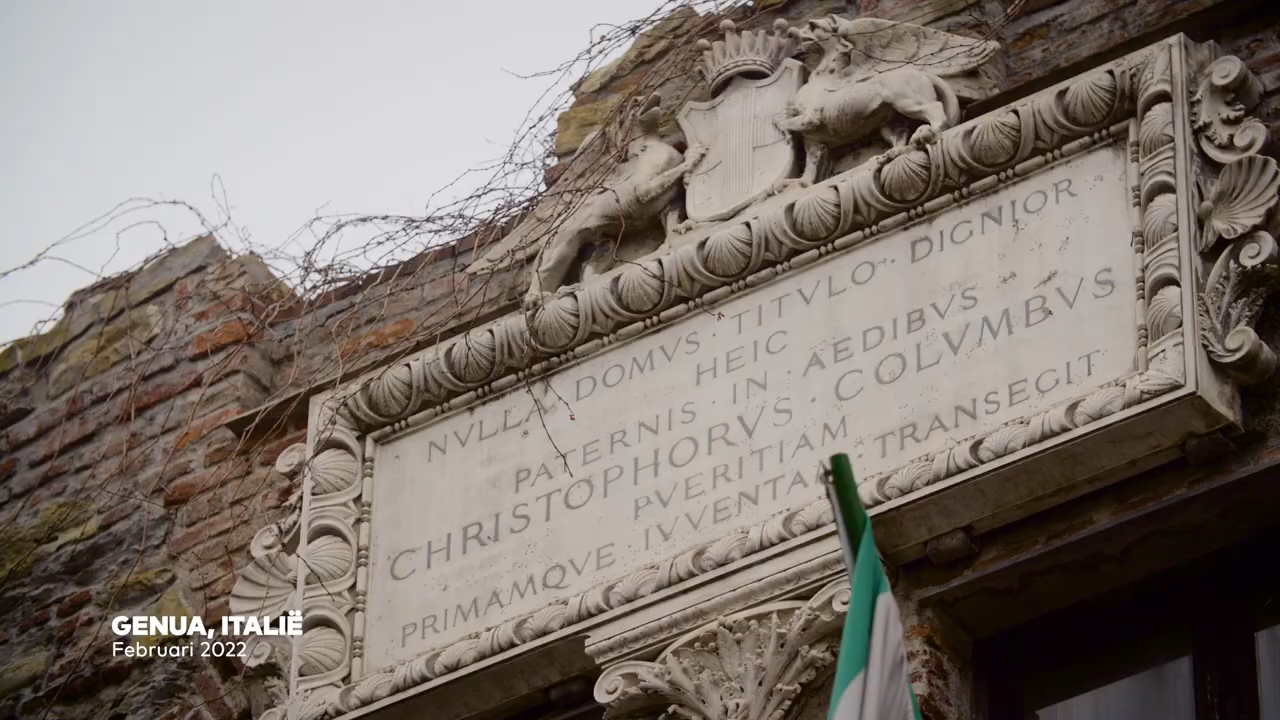 NVLLA · DOMVS · TITVLO · DIGNIOR
HEIC
PATERNIS · IN · AEDIBVS
CHRISTOPHORVS · COLVMBVS
PVERITIAM
PRIMAMQVE · IVVENTAM · TRANSEGIT
GENUA, ITALIË
Februari 2022